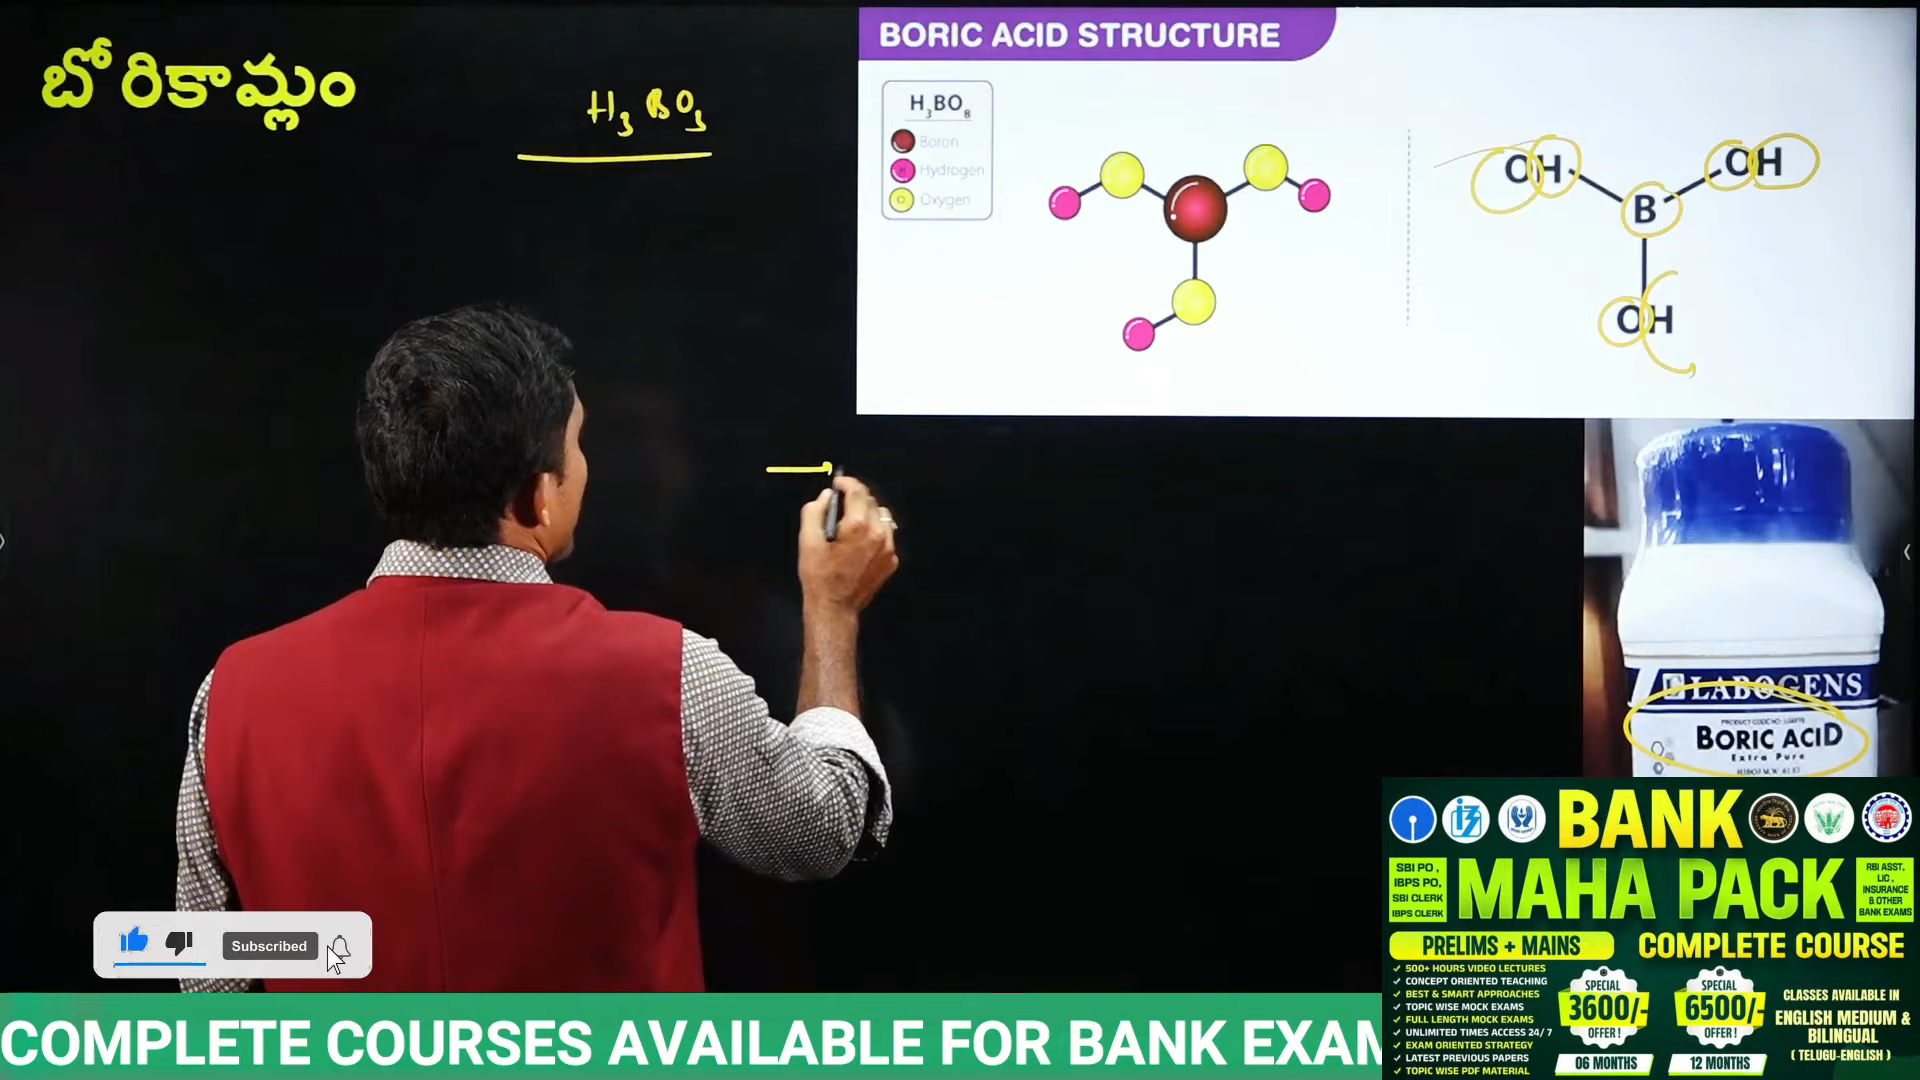 బోరికామ్లం
H₃BO₃
BORIC ACID STRUCTURE
H₃BO₈
Boron
H Hydrogen
O Oxygen
OH
OH
B
OH
LABOGENS
BORIC ACID
Extra Pure
BANK
MAHA PACK
SBI PO,
IBPS PO,
SBI CLERK
IBPS CLERK
RBI ASST,
LIC,
INSURANCE
& OTHER
BANK EXAMS
PRELIMS + MAINS
COMPLETE COURSE
✓ 500+ HOURS VIDEO LECTURES
✓ CONCEPT ORIENTED TEACHING
✓ BEST & SMART APPROACHES
✓ TOPIC WISE MOCK EXAMS
✓ FULL LENGTH MOCK EXAMS
✓ UNLIMITED TIMES ACCESS 24/7
✓ EXAM ORIENTED STRATEGY
✓ LATEST PREVIOUS PAPERS
✓ TOPIC WISE PDF MATERIAL
SPECIAL
3600/-
OFFER !
06 MONTHS
SPECIAL
6500/-
OFFER !
12 MONTHS
CLASSES AVAILABLE IN
ENGLISH MEDIUM &
BILINGUAL
( TELUGU-ENGLISH )
Subscribed
COMPLETE COURSES AVAILABLE FOR BANK EXAM